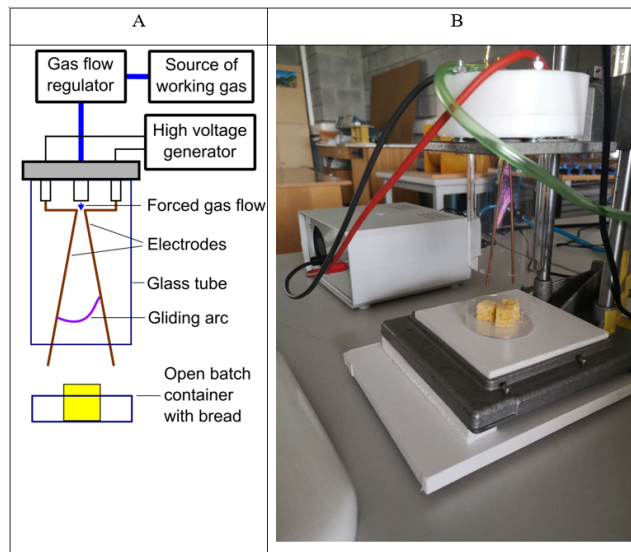 A
B
Gas flow
regulator
Source of
working gas
High voltage
generator
Forced gas flow
Electrodes
Glass tube
Gliding arc
Open batch
container
with bread